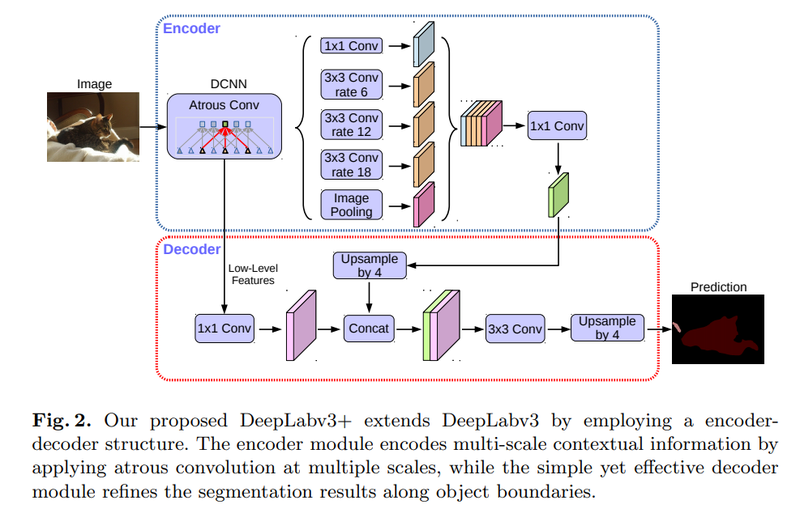 Encoder
Image
DCNN
Atrous Conv
1x1 Conv
3x3 Conv
rate 6
3x3 Conv
rate 12
3x3 Conv
rate 18
Image
Pooling
1x1 Conv
Decoder
Low-Level
Features
Upsample
by 4
1x1 Conv
Concat
3x3 Conv
Upsample
by 4
Prediction
Fig. 2. Our proposed DeepLabv3+ extends DeepLabv3 by employing a encoder-
decoder structure. The encoder module encodes multi-scale contextual information by
applying atrous convolution at multiple scales, while the simple yet effective decoder
module refines the segmentation results along object boundaries.